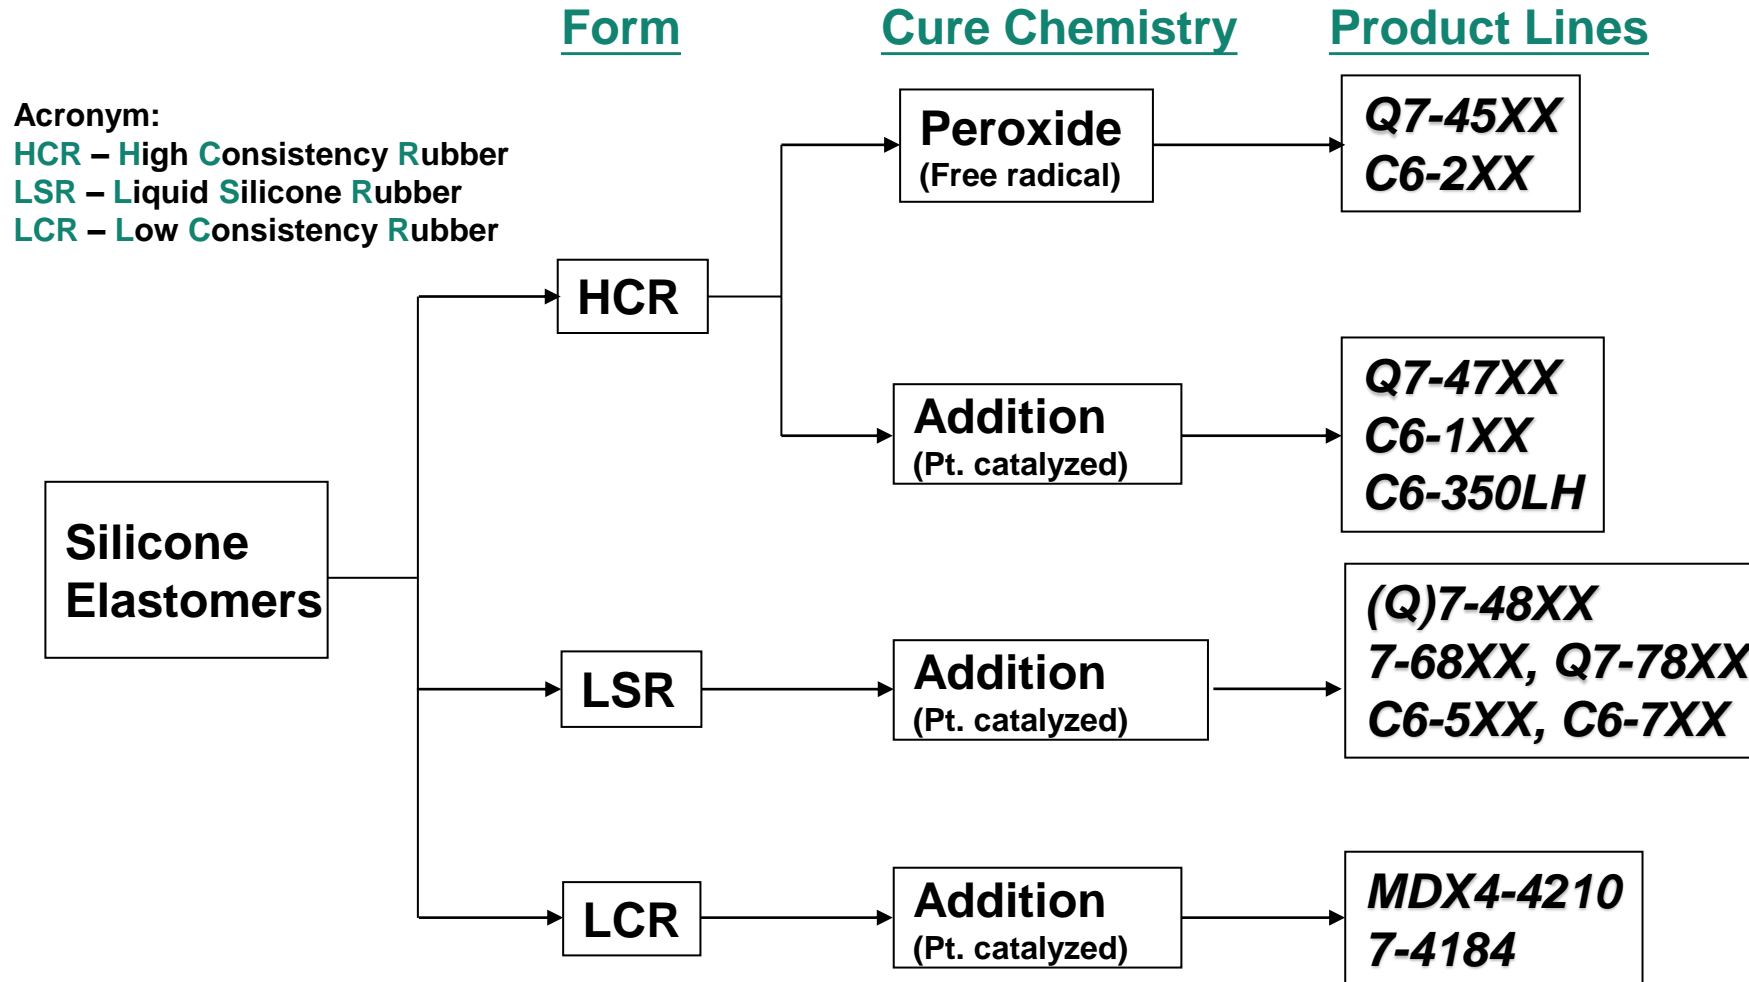 Form
Cure Chemistry
Product Lines
Acronym:
HCR – High Consistency Rubber
LSR – Liquid Silicone Rubber
LCR – Low Consistency Rubber
Peroxide
(Free radical)
Q7-45XX
C6-2XX
HCR
Addition
(Pt. catalyzed)
Q7-47XX
C6-1XX
C6-350LH
Silicone
Elastomers
LSR
Addition
(Pt. catalyzed)
(Q)7-48XX
7-68XX, Q7-78XX
C6-5XX, C6-7XX
LCR
Addition
(Pt. catalyzed)
MDX4-4210
7-4184